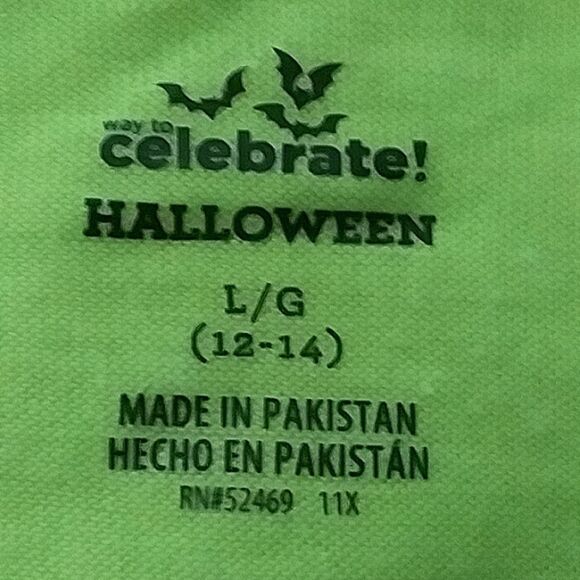 way to
celebrate!
HALLOWEEN
L/G
(12-14)
MADE IN PAKISTAN
HECHO EN PAKISTÁN
RN#52469 11X